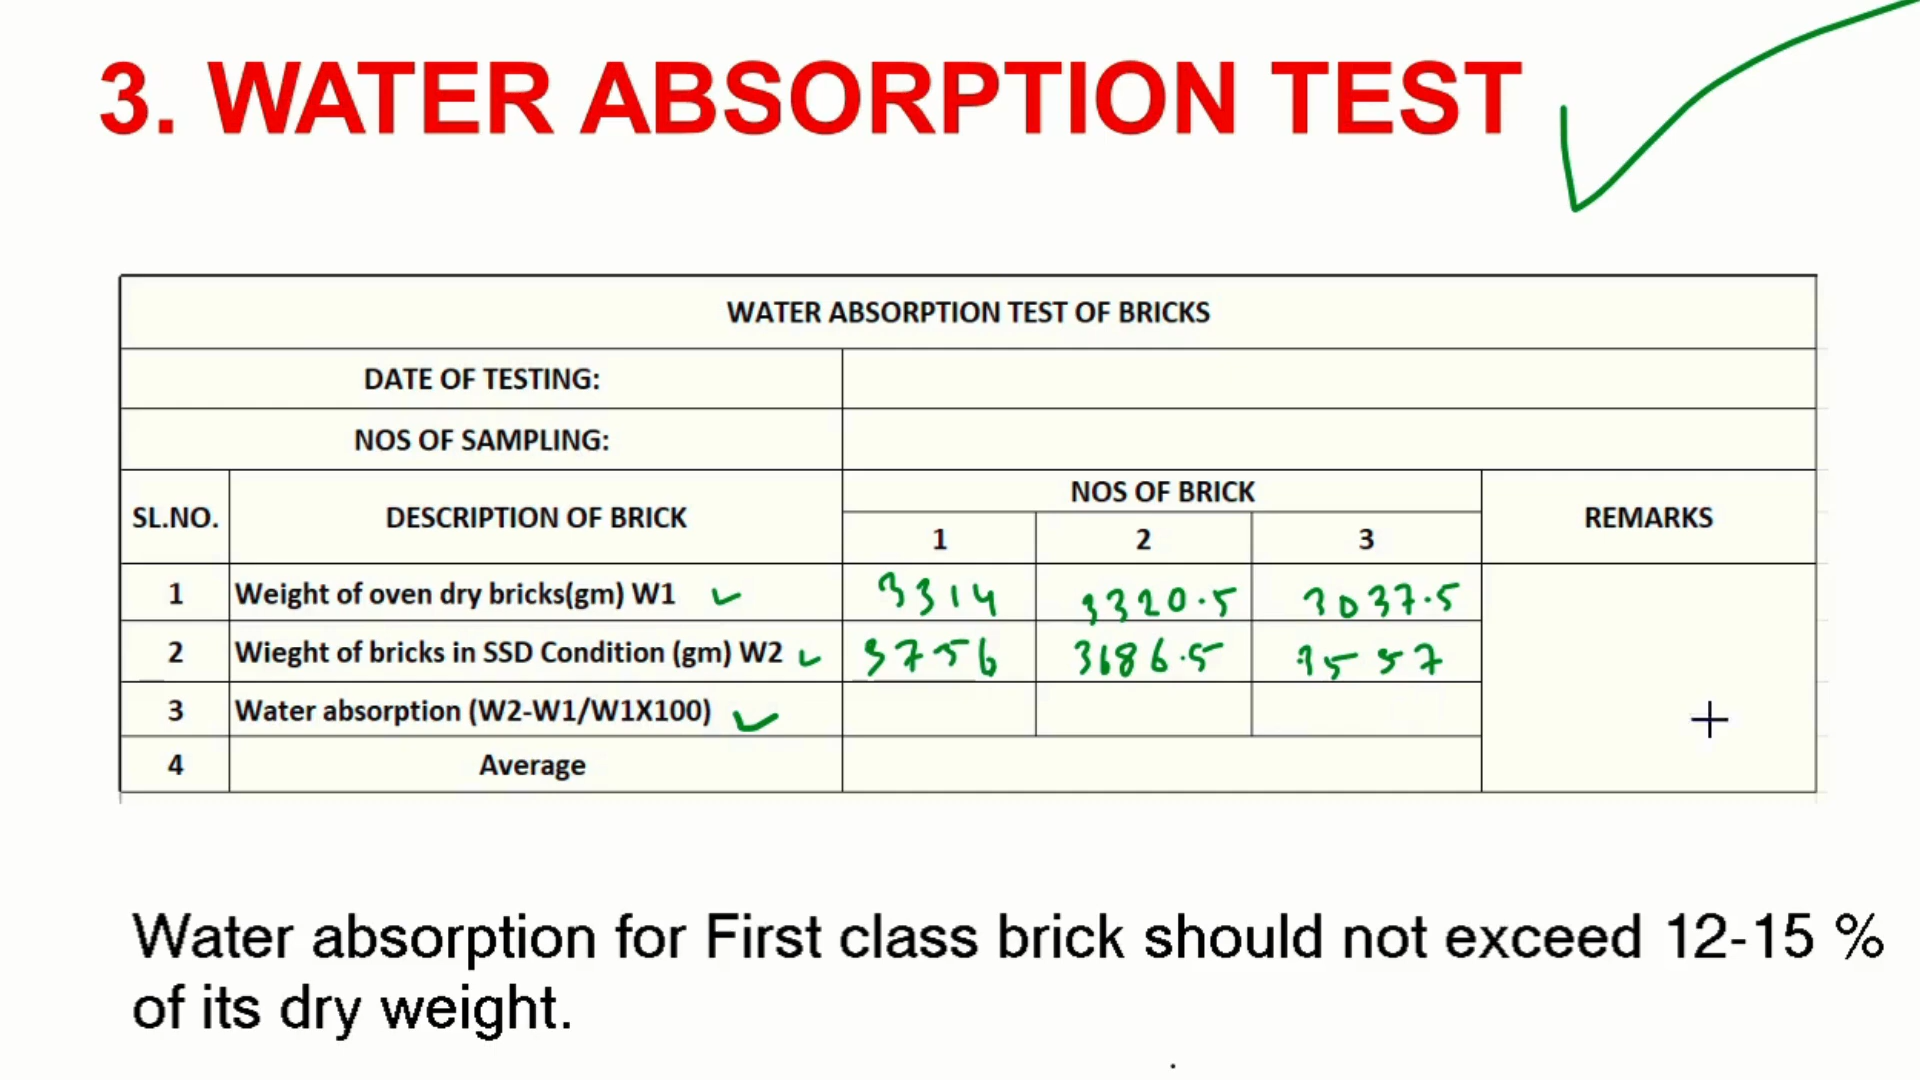 3. WATER ABSORPTION TEST
WATER ABSORPTION TEST OF BRICKS
DATE OF TESTING:
NOS OF SAMPLING:
SL.NO. DESCRIPTION OF BRICK NOS OF BRICK REMARKS
1 2 3
1 Weight of oven dry bricks(gm) W1 3314 3320.5 3037.5
2 Wieght of bricks in SSD Condition (gm) W2 3756 3686.5 3557
3 Water absorption (W2-W1/W1X100)
4 Average
Water absorption for First class brick should not exceed 12-15 %
of its dry weight.